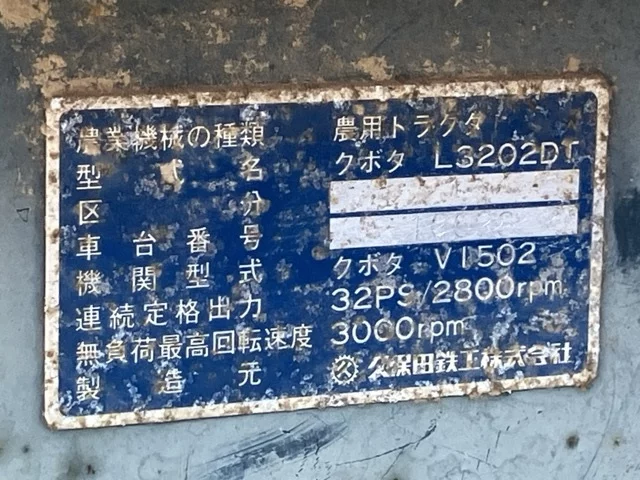 農業機械の種類 農用トラクタ
型式名 クボタ L3202DT
区分
車台番号
機関型式 クボタ V1502
連続定格出力 32PS/2800rpm
無負荷最高回転速度 3000rpm
製造元 久保田鉄工株式会社